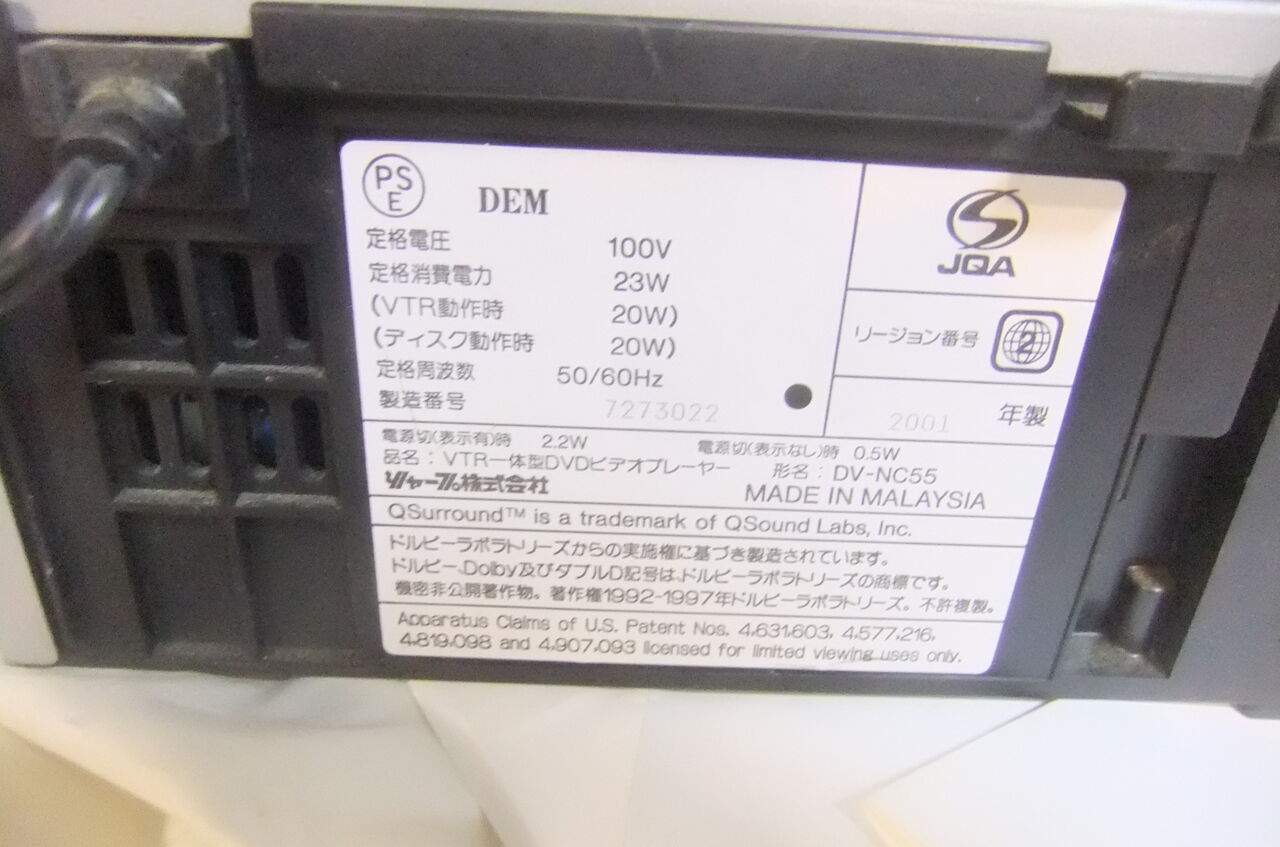 PS
E
DEM
定格電圧 100V
定格消費電力 23W
(VTR動作時 20W)
(ディスク動作時 20W)
定格周波数 50/60Hz
製造番号 7273022
JQA
リージョン番号 2
2001 年製
電源切(表示有)時 2.2W 電源切(表示なし)時 0.5W
品名:VTR一体型DVDビデオプレーヤー 形名:DV-NC55
シャープ株式会社 MADE IN MALAYSIA
QSurround™ is a trademark of QSound Labs, Inc.
ドルビーラボラトリーズからの実施権に基づき製造されています。
ドルビー、Dolby及びダブルD記号は、ドルビーラボラトリーズの商標です。
機密非公開著作物。著作権1992-1997年ドルビーラボラトリーズ。不許複製。
Apparatus Claims of U.S. Patent Nos. 4,631,603, 4,577,216,
4,819,098 and 4,907,093 licensed for limited viewing uses only.